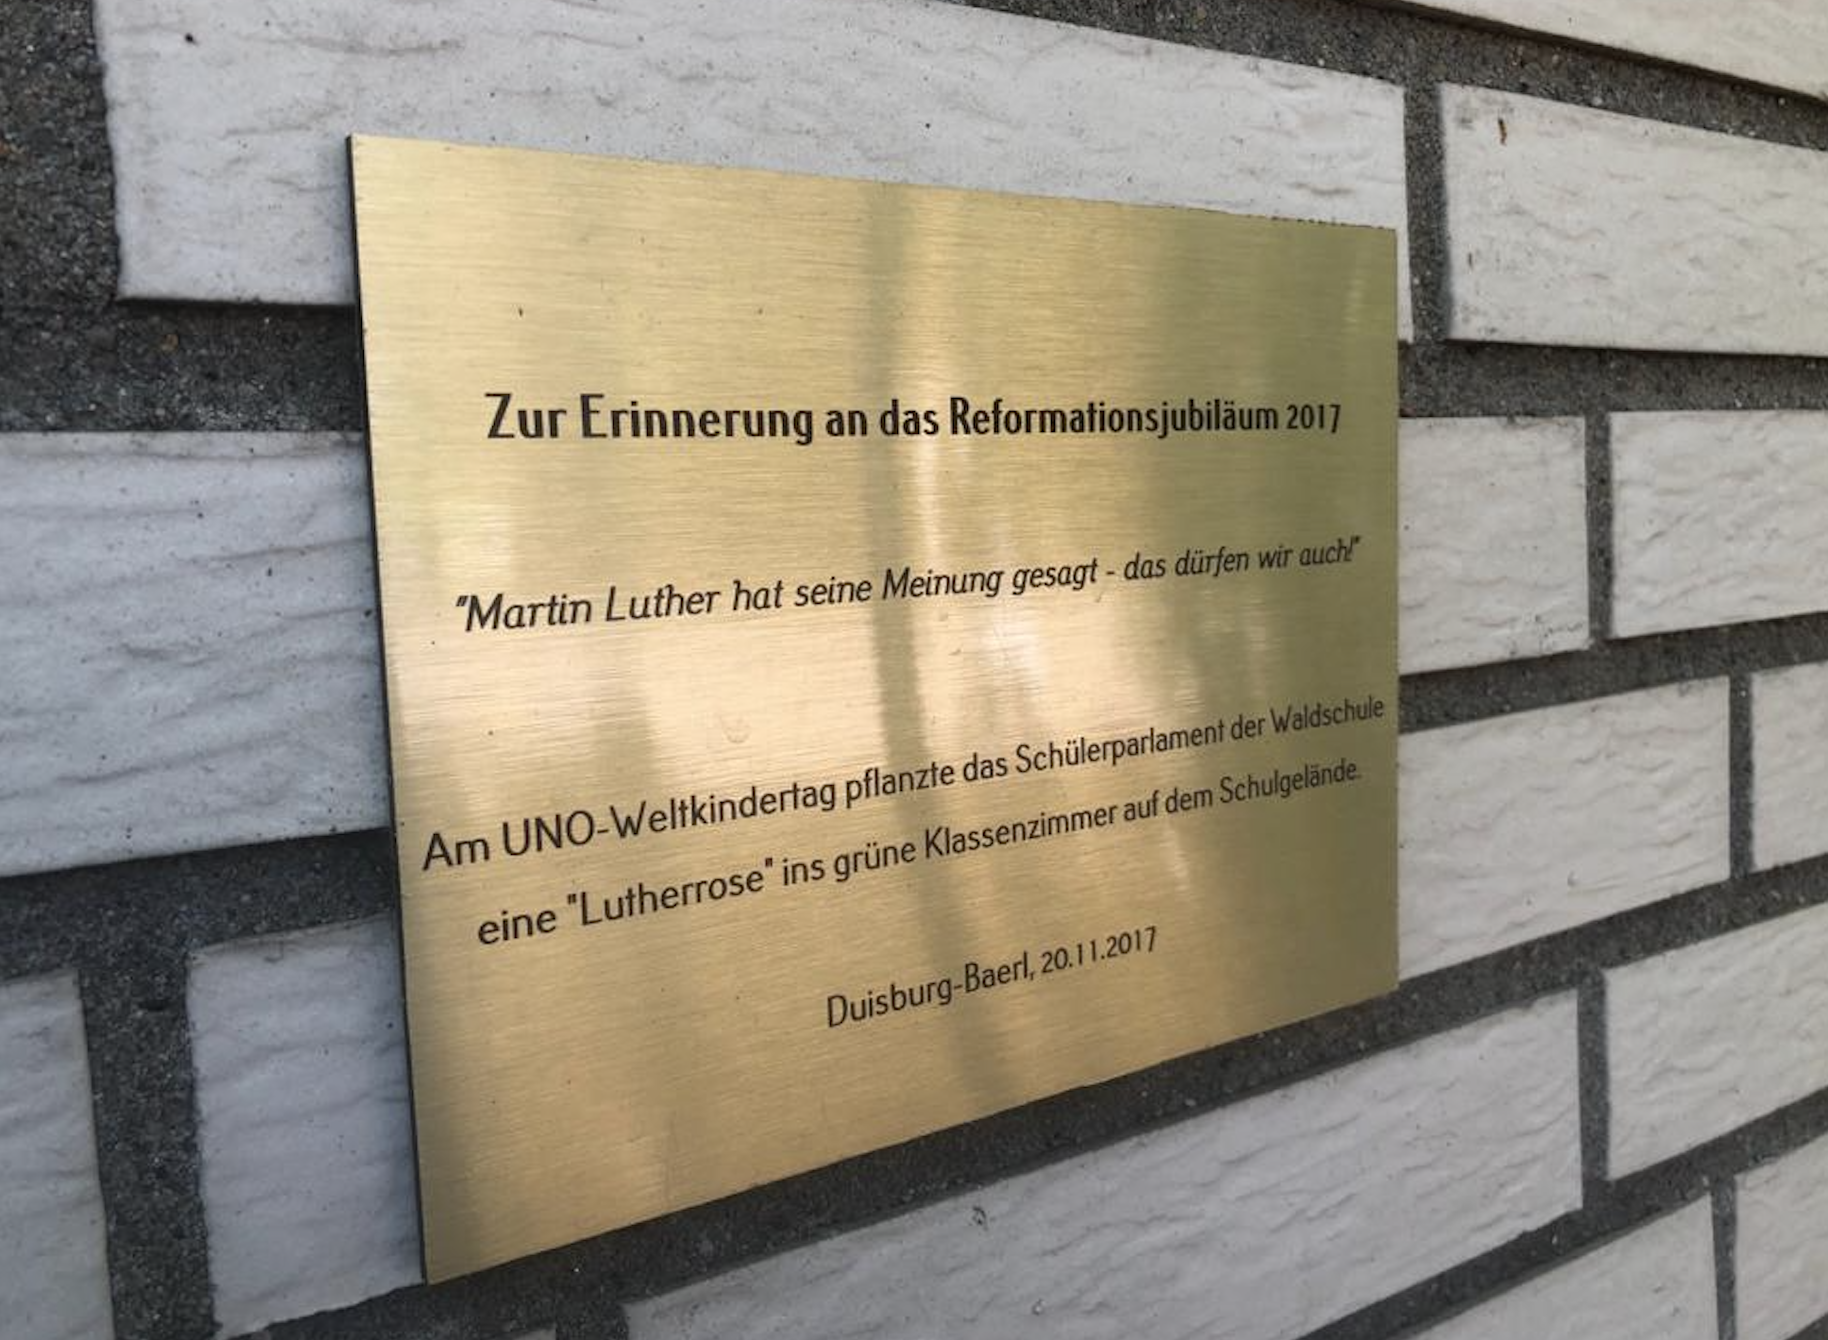 Zur Erinnerung an das Reformationsjubiläum 2017
"Martin Luther hat seine Meinung gesagt - das dürfen wir auch!"
Am UNO-Weltkindertag pflanzte das Schülerparlament der Waldschule
eine "Lutherrose" ins grüne Klassenzimmer auf dem Schulgelände.
Duisburg-Baerl, 20.11.2017